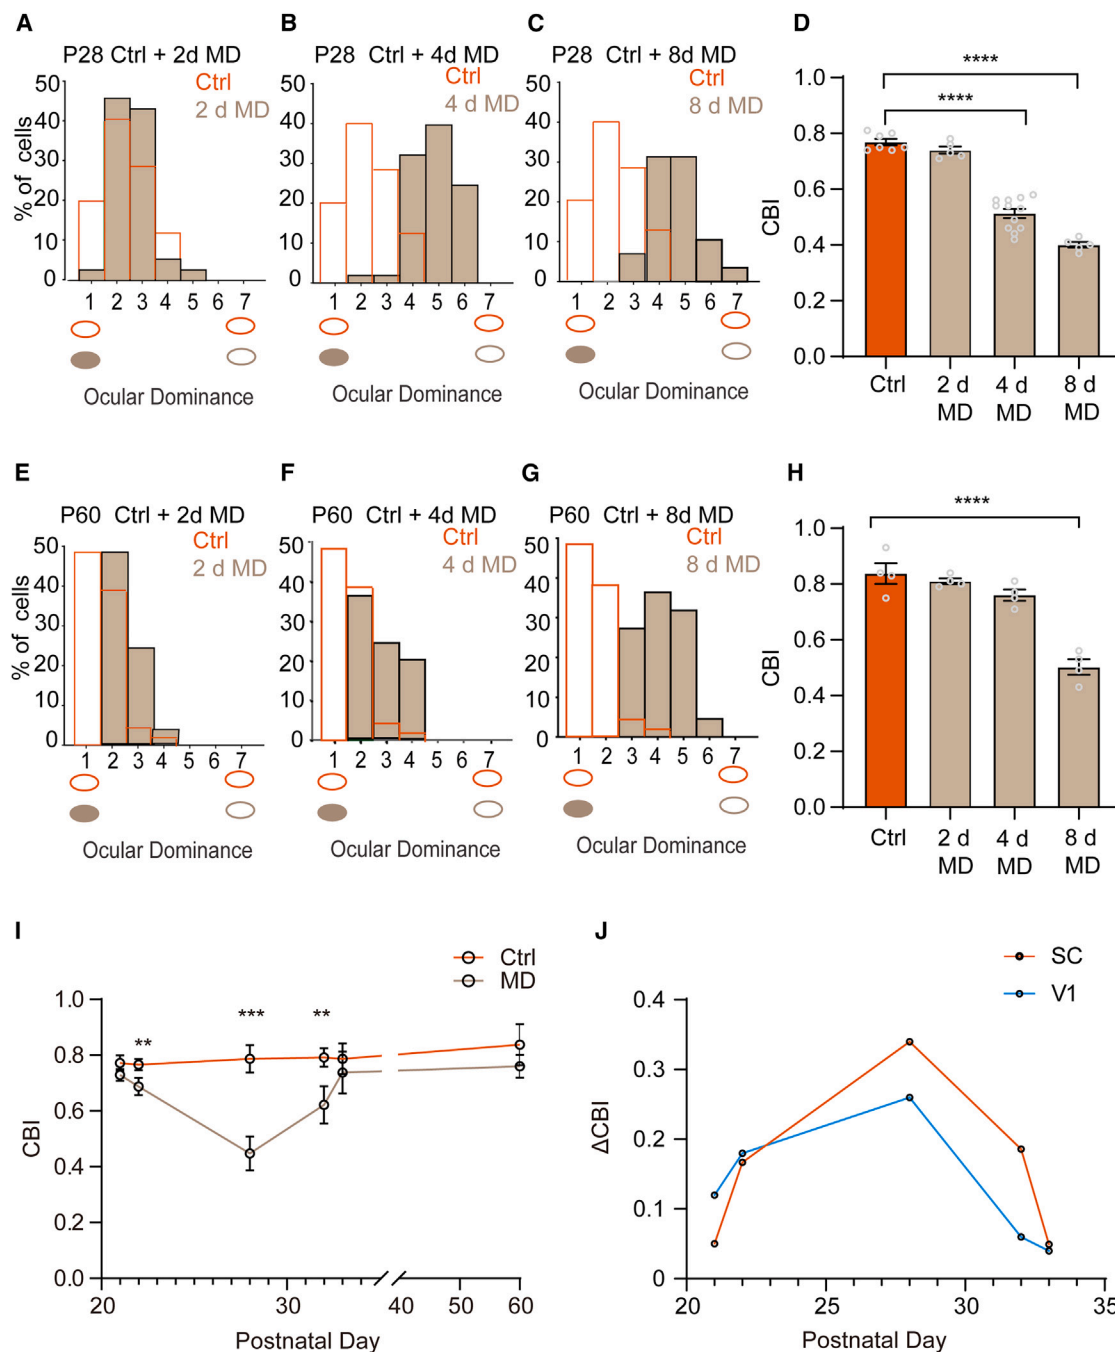 A
P28 Ctrl + 2d MD
Ctrl
2 d MD
% of cells
50
40
30
20
10
0
1 2 3 4 5 6 7
Ocular Dominance
B
P28 Ctrl + 4d MD
Ctrl
4 d MD
50
40
30
20
10
0
1 2 3 4 5 6 7
Ocular Dominance
C
P28 Ctrl + 8d MD
Ctrl
8 d MD
50
40
30
20
10
0
1 2 3 4 5 6 7
Ocular Dominance
D
****
****
CBI
1.0
0.8
0.6
0.4
0.2
0.0
Ctrl 2 d MD 4 d MD 8 d MD
E
P60 Ctrl + 2d MD
Ctrl
2 d MD
% of cells
50
40
30
20
10
0
1 2 3 4 5 6 7
Ocular Dominance
F
P60 Ctrl + 4d MD
Ctrl
4 d MD
50
40
30
20
10
0
1 2 3 4 5 6 7
Ocular Dominance
G
P60 Ctrl + 8d MD
Ctrl
8 d MD
50
40
30
20
10
0
1 2 3 4 5 6 7
Ocular Dominance
H
****
CBI
1.0
0.8
0.6
0.4
0.2
0.0
Ctrl 2 d MD 4 d MD 8 d MD
I
Ctrl
MD
** *** **
CBI
1.0
0.8
0.6
0.4
0.2
0.0
20 30 40 50 60
Postnatal Day
J
SC
V1
ΔCBI
0.4
0.3
0.2
0.1
0
20 25 30 35
Postnatal Day